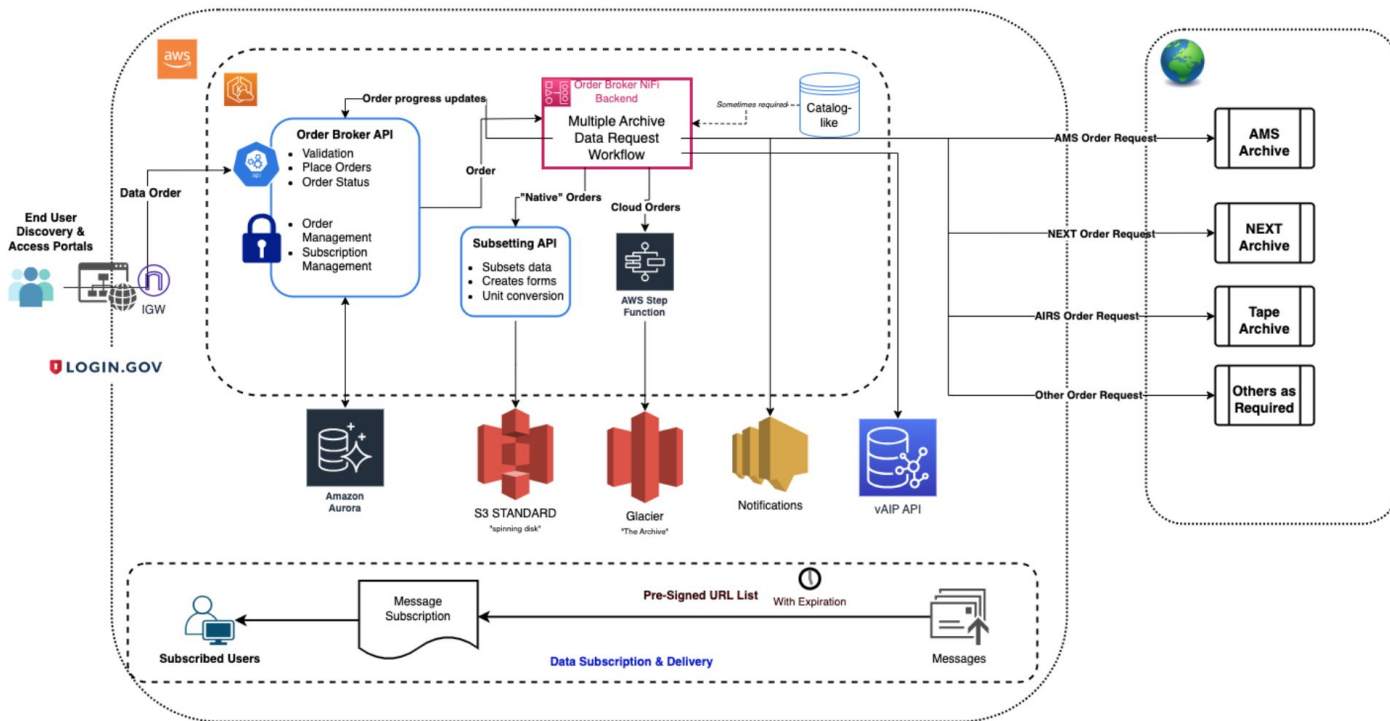 aws
Order progress updates
Order Broker API
Validation
Place Orders
Order Status
Order
Management
Subscription
Management
api
Data Order
End User
Discovery &
Access Portals
IGW
LOGIN.GOV
Order
Order Broker NiFi
Backend
Multiple Archive
Data Request
Workflow
Sometimes required
Catalog-
like
"Native" Orders
Cloud Orders
Subsetting API
Subsets data
Creates forms
Unit conversion
AWS Step
Function
AMS Order Request
NEXT Order Request
AIRS Order Request
Other Order Request
AMS
Archive
NEXT
Archive
Tape
Archive
Others as
Required
Amazon
Aurora
S3 STANDARD
"spinning disk"
Glacier
"The Archive"
Notifications
vAIP API
Subscribed Users
Message
Subscription
Pre-Signed URL List
With Expiration
Messages
Data Subscription & Delivery